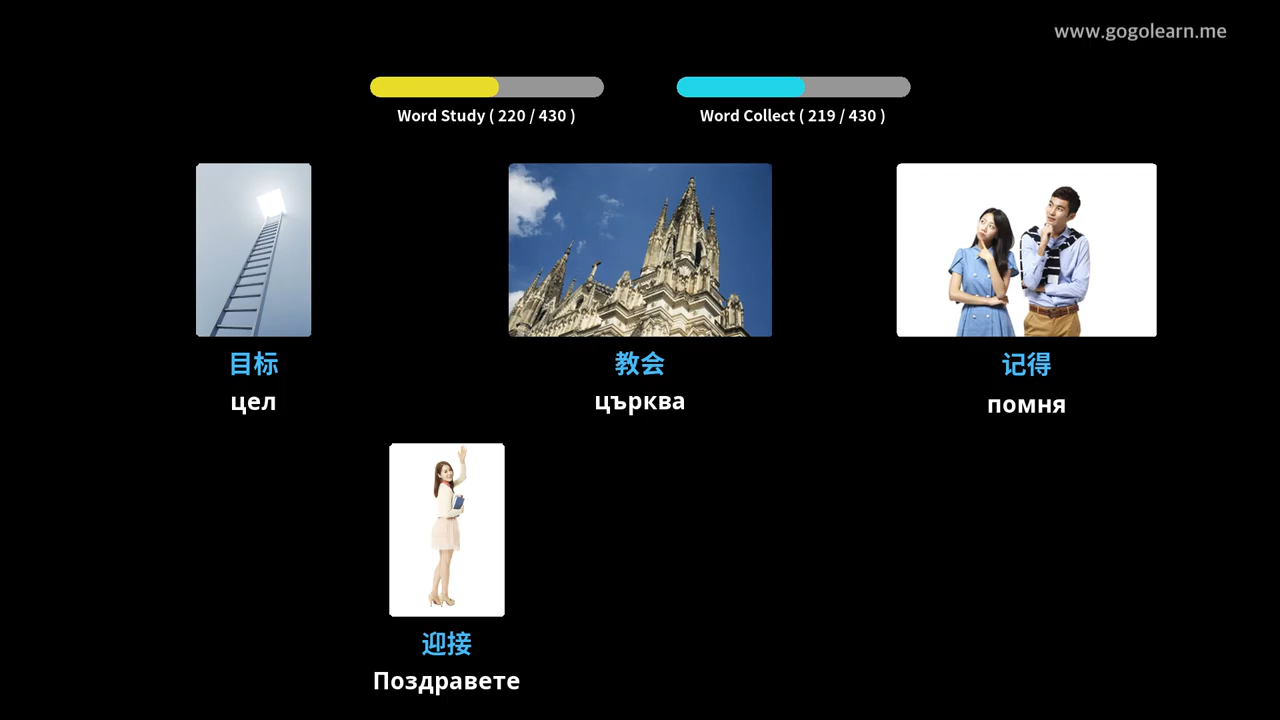 www.gogolearn.me
Word Study ( 220 / 430 )
Word Collect ( 219 / 430 )
目标
цел
教会
църква
记得
помня
迎接
Поздравете